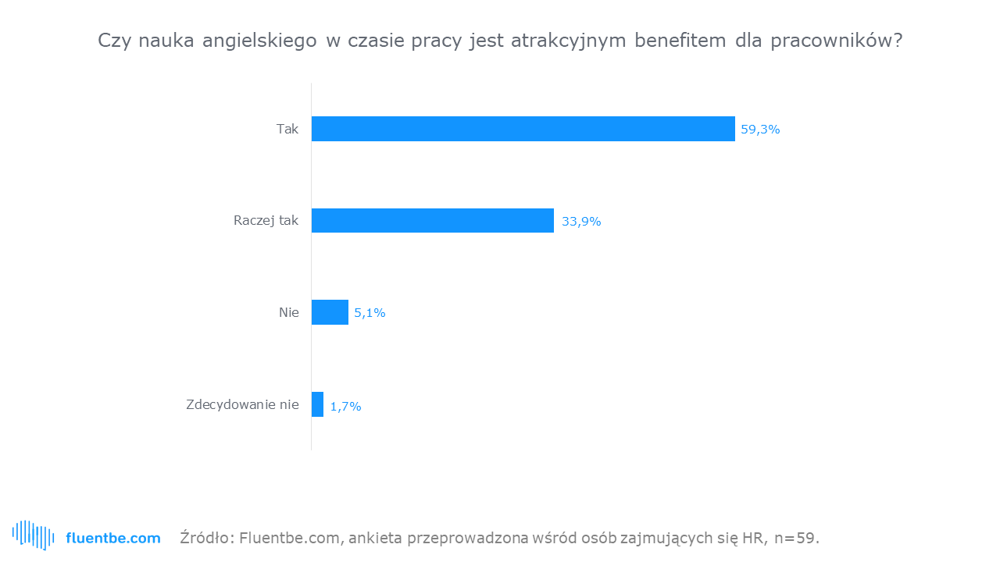 Czy nauka angielskiego w czasie pracy jest atrakcyjnym benefitem dla pracowników?
Tak
59,3%
Raczej tak
33,9%
Nie
5,1%
Zdecydowanie nie
1,7%
fluentbe.com
Źródło: Fluentbe.com, ankieta przeprowadzona wśród osób zajmujących się HR, n=59.